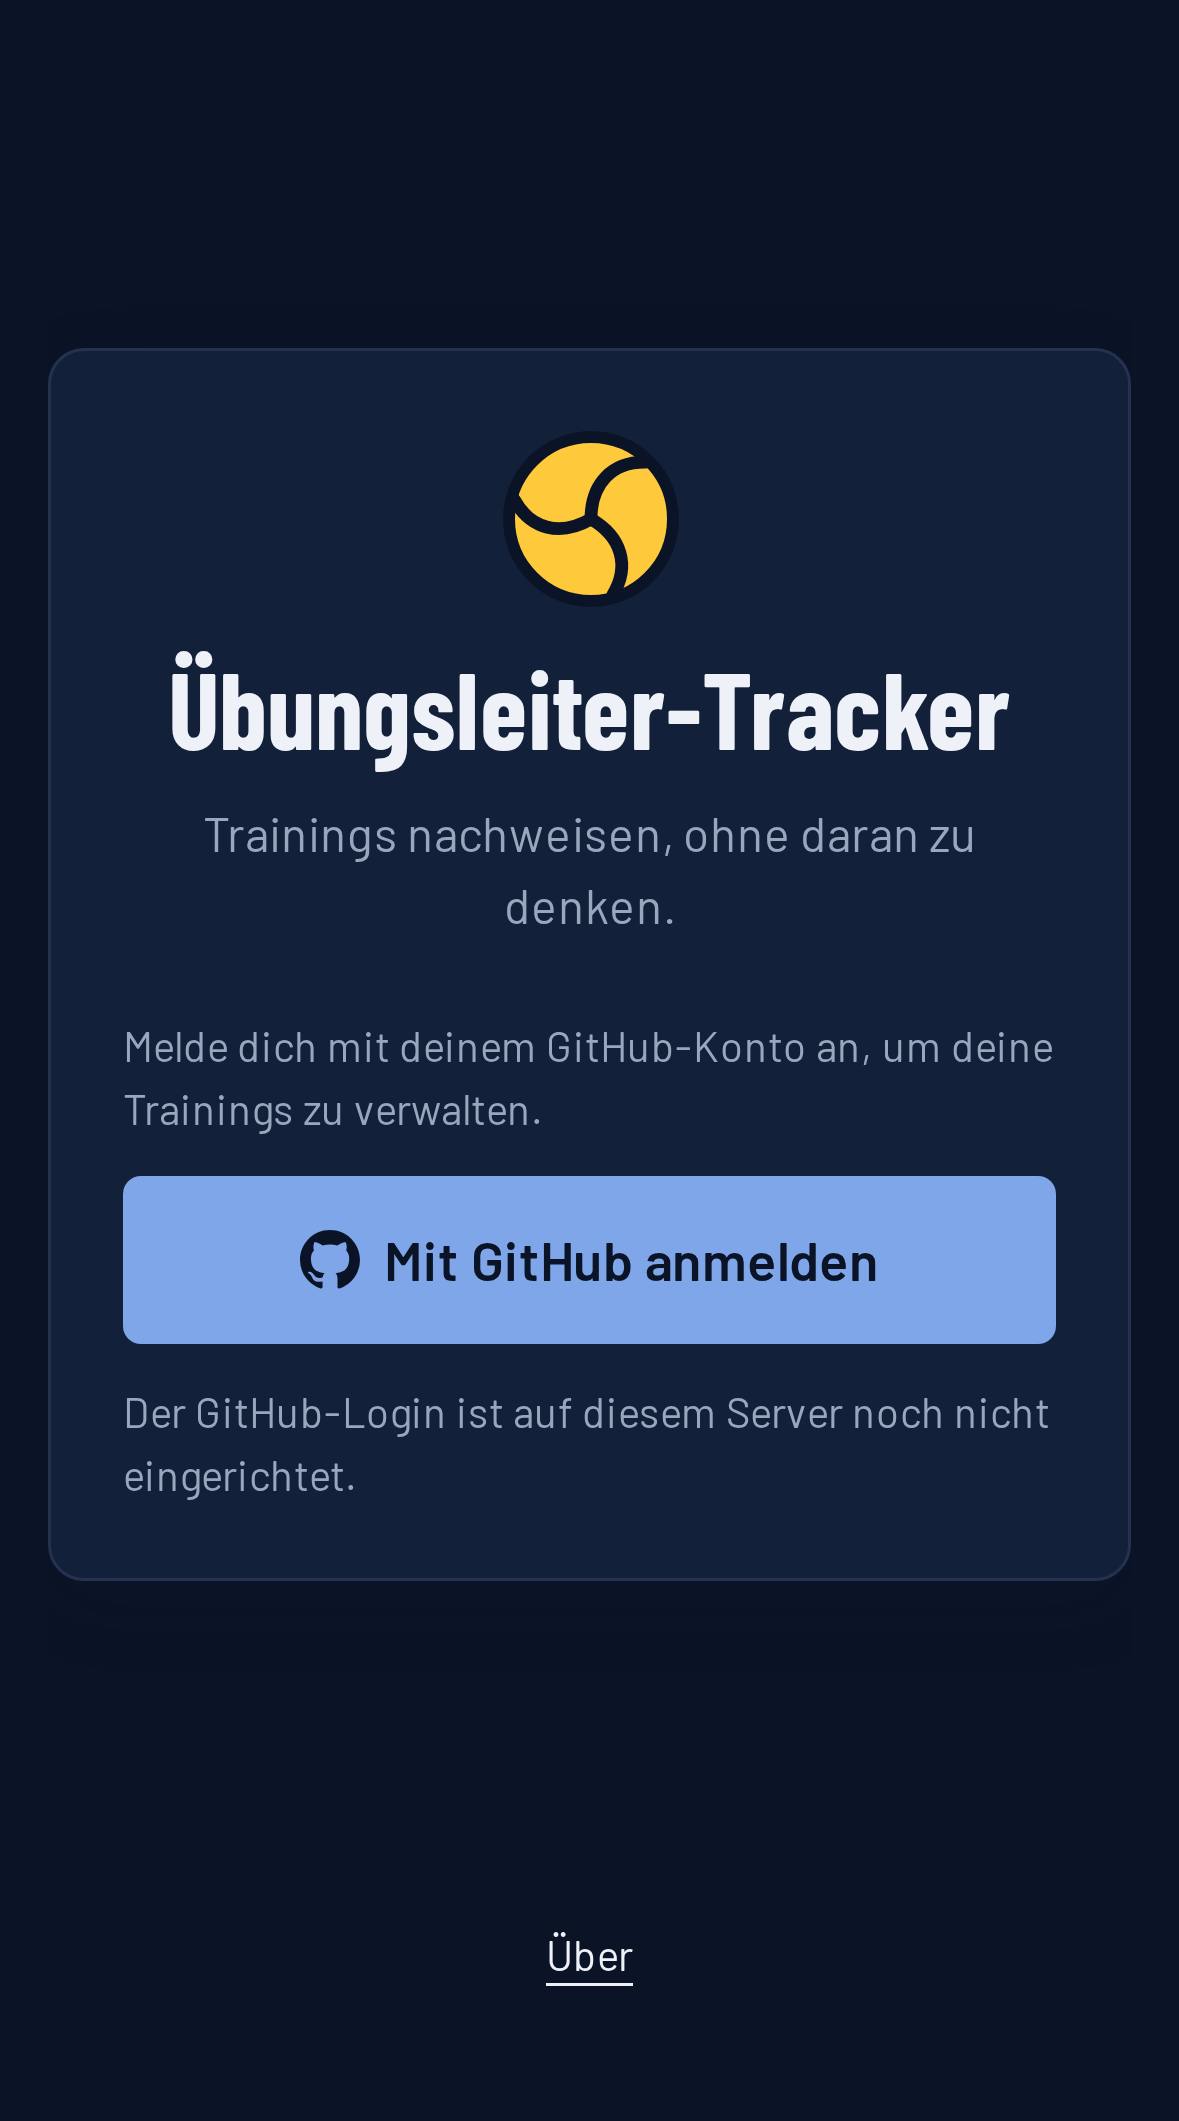 Übungsleiter-Tracker
Trainings nachweisen, ohne daran zu
denken.
Melde dich mit deinem GitHub-Konto an, um deine
Trainings zu verwalten.
Mit GitHub anmelden
Der GitHub-Login ist auf diesem Server noch nicht
eingerichtet.
Über